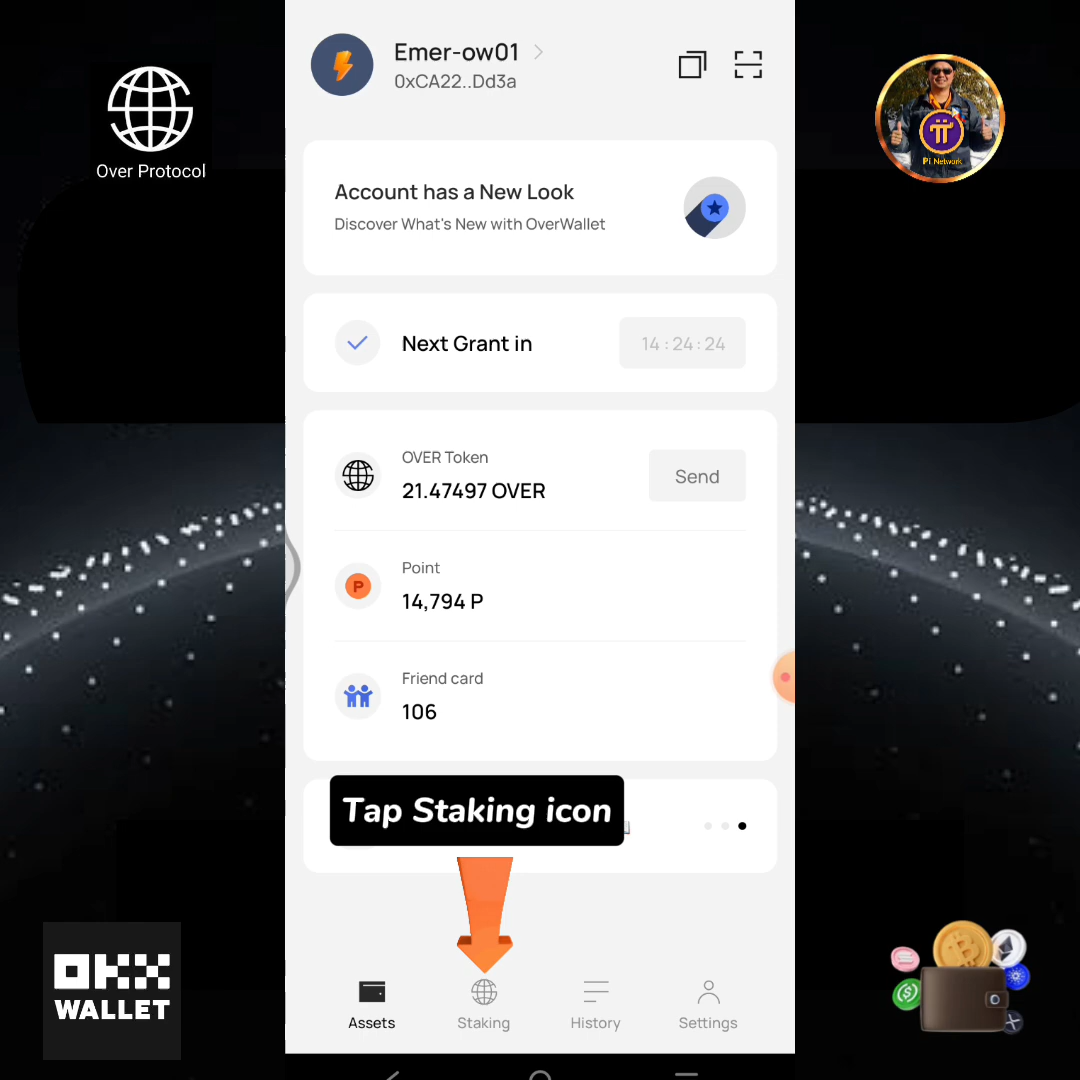 Emer-ow01
0xCA22..Dd3a
Over Protocol
Pi Network
Account has a New Look
Discover What's New with OverWallet
Next Grant in
14 : 24 : 24
OVER Token
21.47497 OVER
Send
Point
P
14,794 P
Friend card
106
Tap Staking icon
OKX
WALLET
Assets
Staking
History
Settings